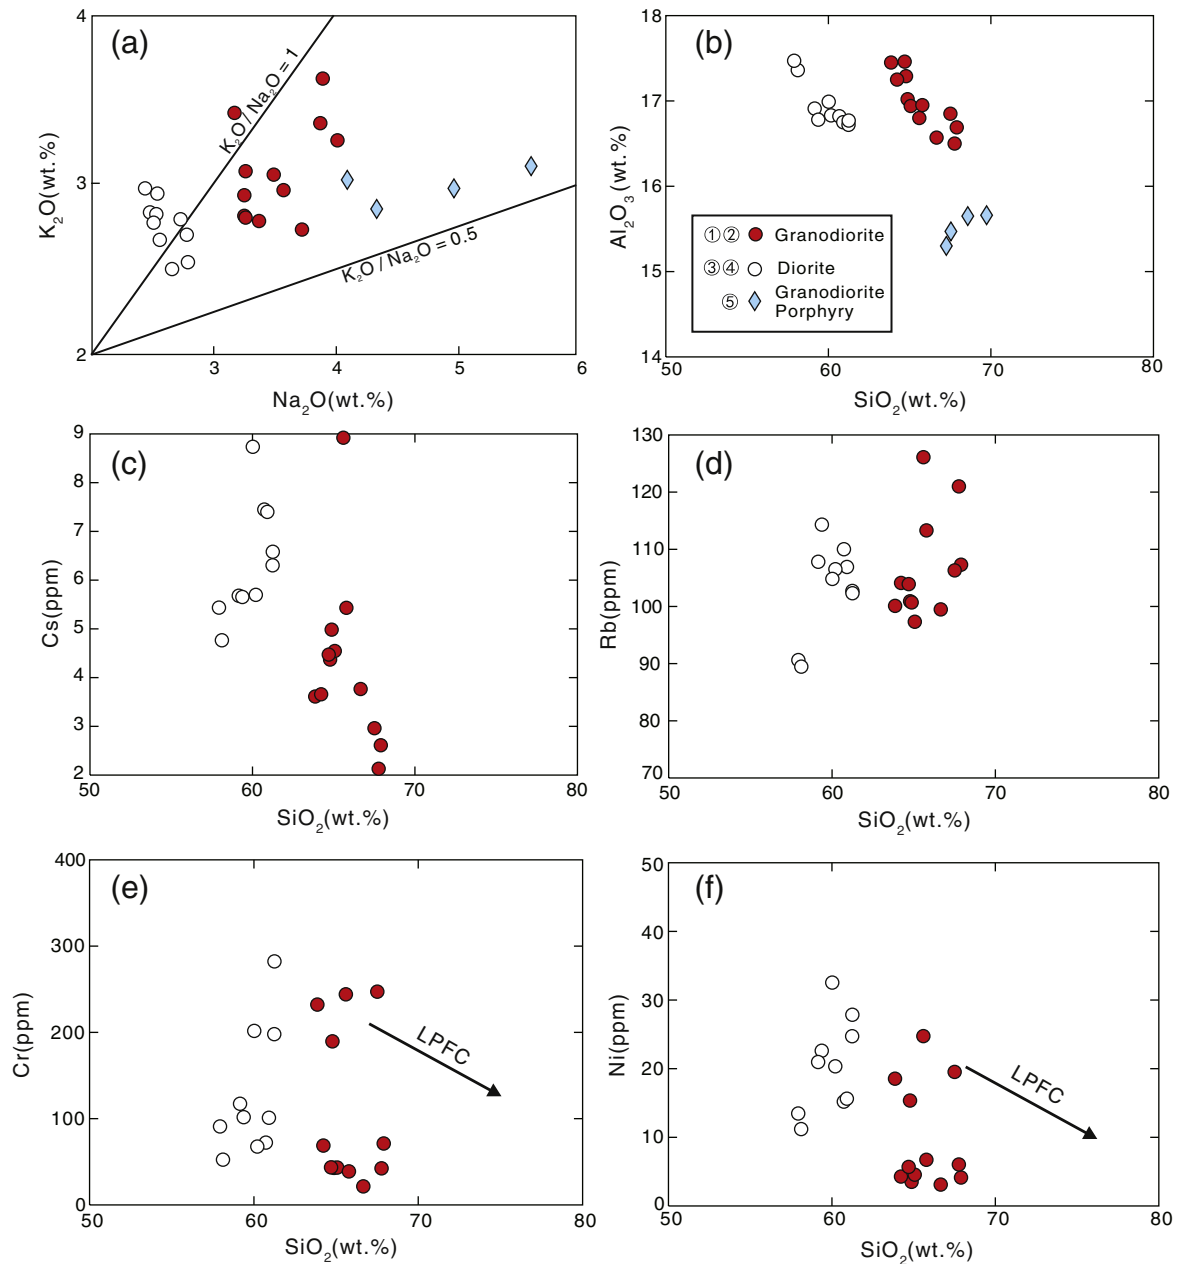 (a)
4
3
2
K₂O(wt.%)
K₂O / Na₂O = 1
K₂O / Na₂O = 0.5
3
4
5
6
Na₂O(wt.%)
(b)
18
17
16
15
14
Al₂O₃(wt.%)
①② Granodiorite
③④ Diorite
⑤ Granodiorite
Porphyry
50
60
70
80
SiO₂(wt.%)
(c)
9
8
7
6
5
4
3
2
Cs(ppm)
50
60
70
80
SiO₂(wt.%)
(d)
130
120
110
100
90
80
70
Rb(ppm)
50
60
70
80
SiO₂(wt.%)
(e)
400
300
200
100
0
Cr(ppm)
LPFC
50
60
70
80
SiO₂(wt.%)
(f)
50
40
30
20
10
0
Ni(ppm)
LPFC
50
60
70
80
SiO₂(wt.%)